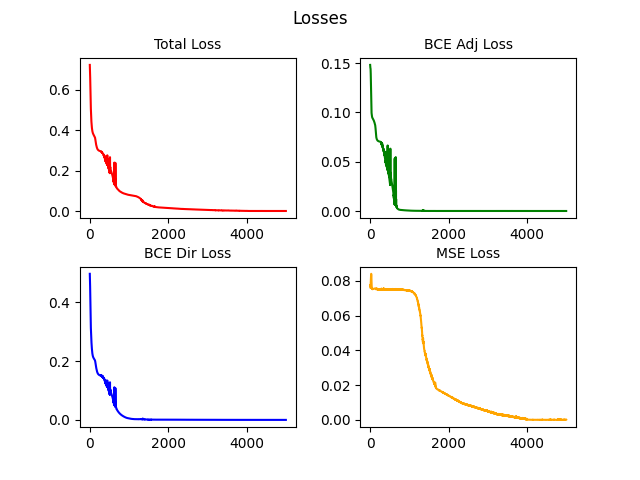 Losses
Total Loss
BCE Adj Loss
0.6
0.4
0.2
0.0
0 2000 4000
0.15
0.10
0.05
0.00
0 2000 4000
BCE Dir Loss
MSE Loss
0.4
0.2
0.0
0 2000 4000
0.08
0.06
0.04
0.02
0.00
0 2000 4000